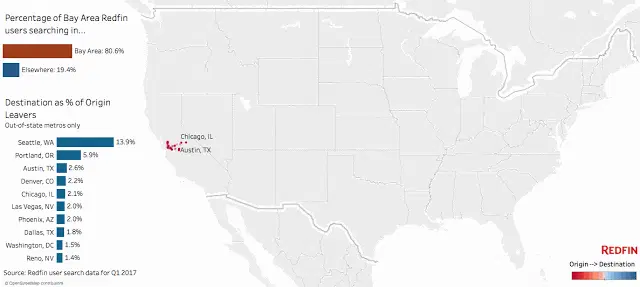 Percentage of Bay Area Redfin
users searching in...
Bay Area: 80.6%
Elsewhere: 19.4%
Destination as % of Origin
Leavers
Out-of-state metros only
Seattle, WA 13.9%
Portland, OR 5.9%
Austin, TX 2.6%
Denver, CO 2.2%
Chicago, IL 2.1%
Las Vegas, NV 2.0%
Phoenix, AZ 2.0%
Dallas, TX 1.8%
Washington, DC 1.5%
Reno, NV 1.4%
Source: Redfin user search data for Q1 2017
© OpenStreetMap contributors
Chicago, IL
Austin, TX
REDFIN
Origin --> Destination